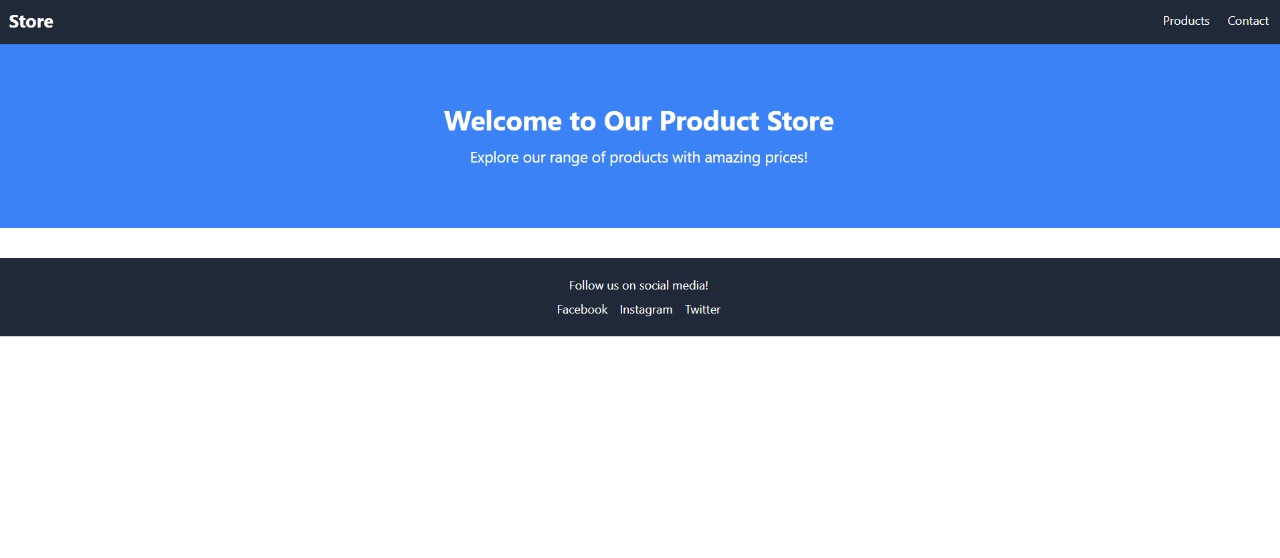 Store
Products Contact
Welcome to Our Product Store
Explore our range of products with amazing prices!
Follow us on social media!
Facebook Instagram Twitter